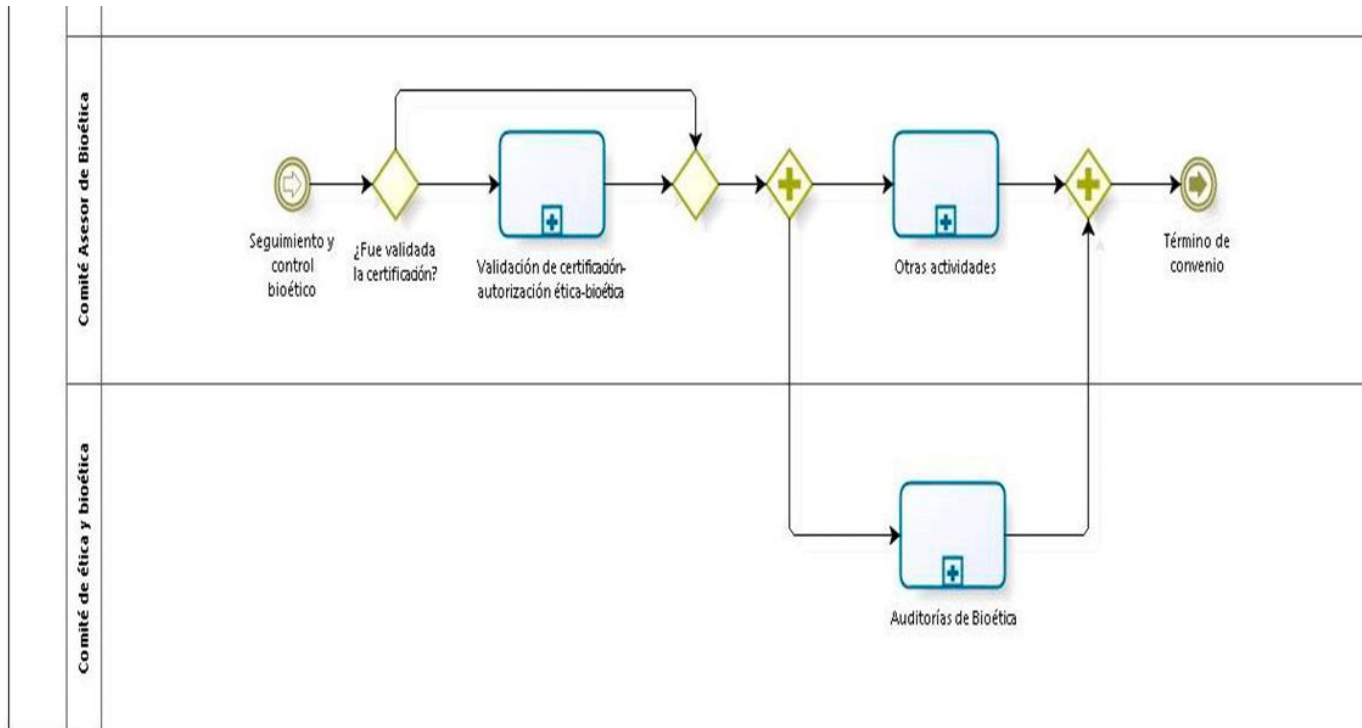 Comité Asesor de Bioética
Seguimiento y
control
bioético
¿Fue validada
la certificación?
Validación de certificación-
autorización ética-bioética
Otras actividades
Término de
convenio
Comité de ética y bioética
Auditorías de Bioética